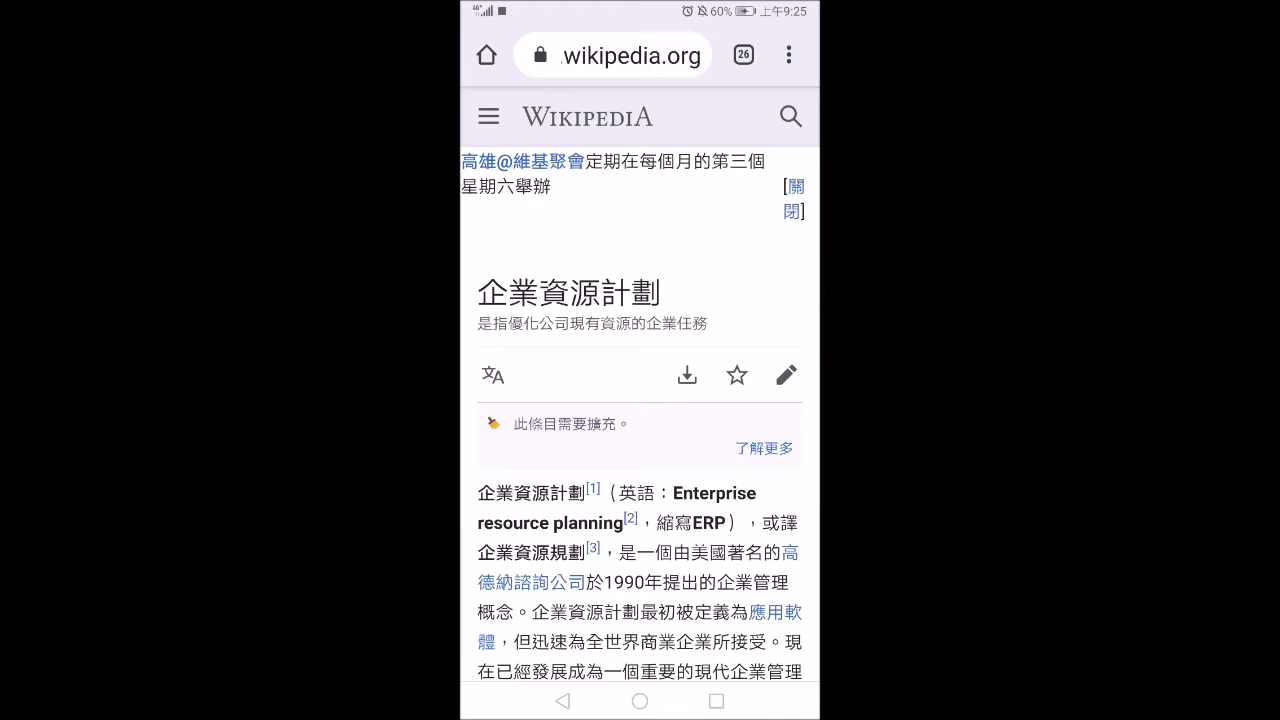 4G+ 60% 上午9:25
.wikipedia.org 26
WIKIPEDIA
高雄@維基聚會定期在每個月的第三個
星期六舉辦 [關
閉]
企業資源計劃
是指優化公司現有資源的企業任務
文A
此條目需要擴充。
了解更多
企業資源計劃[1]（英語：Enterprise
resource planning[2]，縮寫ERP），或譯
企業資源規劃[3]，是一個由美國著名的高
德納諮詢公司於1990年提出的企業管理
概念。企業資源計劃最初被定義為應用軟
體，但迅速為全世界商業企業所接受。現
在已經發展成為一個重要的現代企業管理